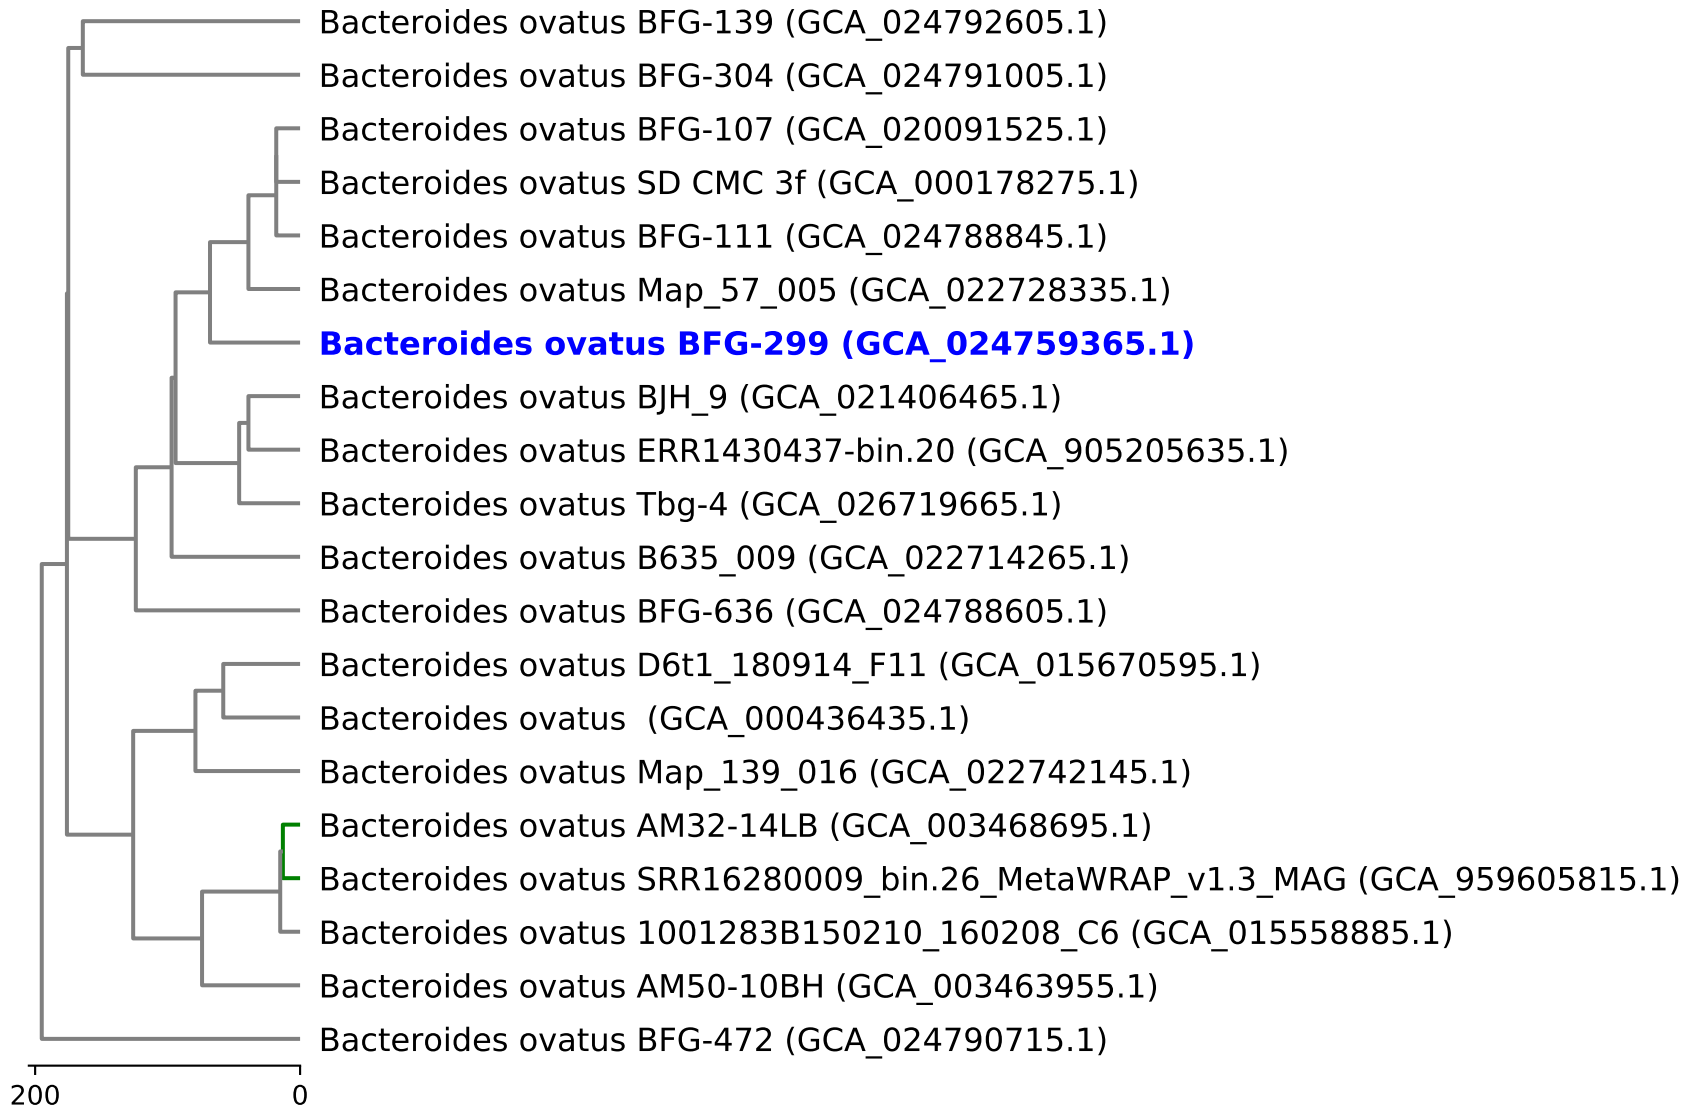 Bacteroides ovatus BFG-139 (GCA_024792605.1)
Bacteroides ovatus BFG-304 (GCA_024791005.1)
Bacteroides ovatus BFG-107 (GCA_020091525.1)
Bacteroides ovatus SD CMC 3f (GCA_000178275.1)
Bacteroides ovatus BFG-111 (GCA_024788845.1)
Bacteroides ovatus Map_57_005 (GCA_022728335.1)
Bacteroides ovatus BFG-299 (GCA_024759365.1)
Bacteroides ovatus BJH_9 (GCA_021406465.1)
Bacteroides ovatus ERR1430437-bin.20 (GCA_905205635.1)
Bacteroides ovatus Tbg-4 (GCA_026719665.1)
Bacteroides ovatus B635_009 (GCA_022714265.1)
Bacteroides ovatus BFG-636 (GCA_024788605.1)
Bacteroides ovatus D6t1_180914_F11 (GCA_015670595.1)
Bacteroides ovatus  (GCA_000436435.1)
Bacteroides ovatus Map_139_016 (GCA_022742145.1)
Bacteroides ovatus AM32-14LB (GCA_003468695.1)
Bacteroides ovatus SRR16280009_bin.26_MetaWRAP_v1.3_MAG (GCA_959605815.1)
Bacteroides ovatus 1001283B150210_160208_C6 (GCA_015558885.1)
Bacteroides ovatus AM50-10BH (GCA_003463955.1)
Bacteroides ovatus BFG-472 (GCA_024790715.1)
200 0